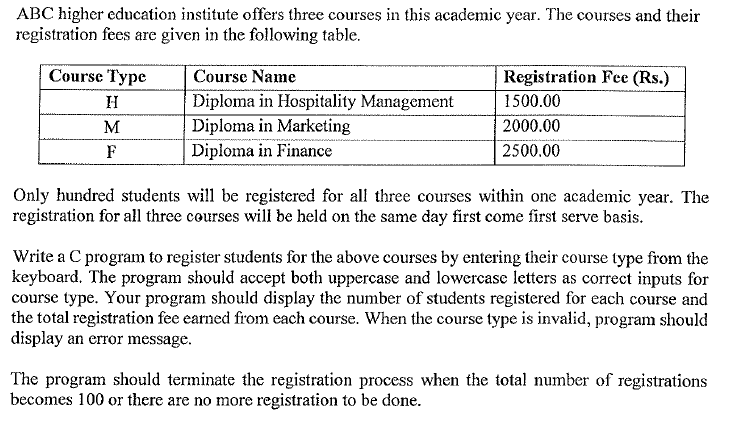 ABC higher education institute offers three courses in this academic year. The courses and their
registration fees are given in the following table.
Course Type Course Name Registration Fee (Rs.)
H Diploma in Hospitality Management 1500.00
M Diploma in Marketing 2000.00
F Diploma in Finance 2500.00
Only hundred students will be registered for all three courses within one academic year. The
registration for all three courses will be held on the same day first come first serve basis.
Write a C program to register students for the above courses by entering their course type from the
keyboard. The program should accept both uppercase and lowercase letters as correct inputs for
course type. Your program should display the number of students registered for each course and
the total registration fee earned from each course. When the course type is invalid, program should
display an error message.
The program should terminate the registration process when the total number of registrations
becomes 100 or there are no more registration to be done.